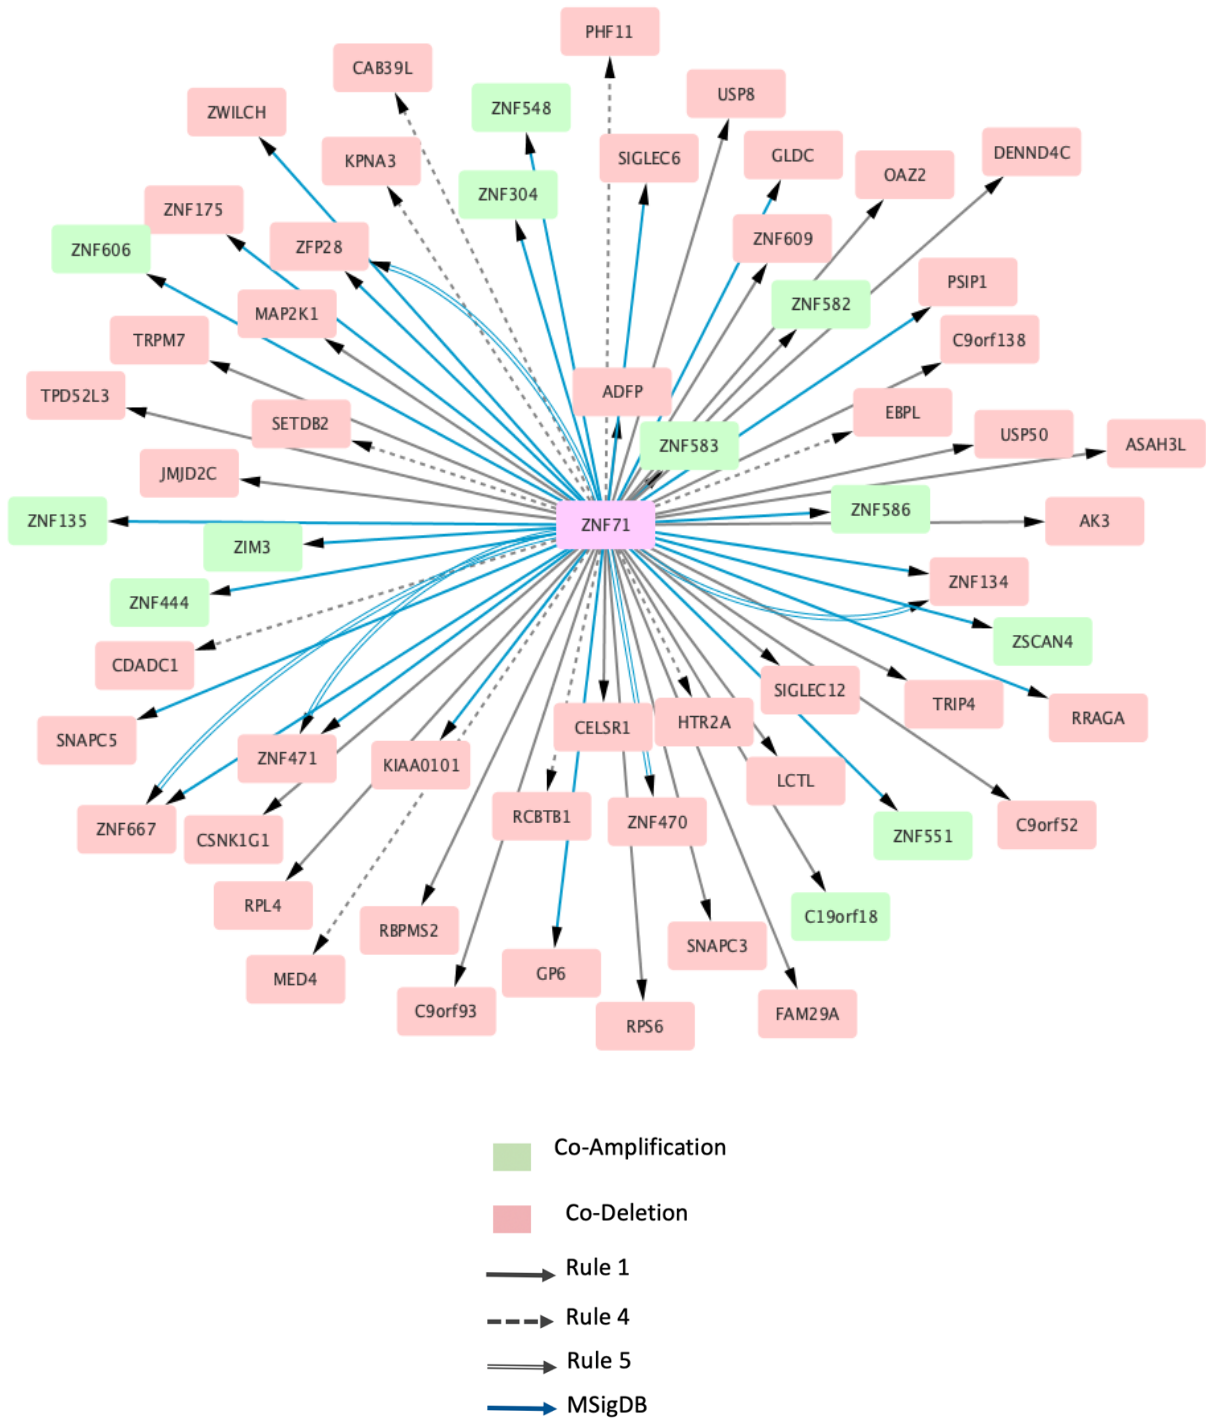 PHF11
CAB39L
USP8
ZNF548
ZWILCH
SIGLEC6
GLDC
DENND4C
KPNA3
OAZ2
ZNF304
ZNF175
ZNF609
ZNF606
ZFP28
PSIP1
ZNF582
MAP2K1
TRPM7
C9orf138
TPD52L3
ADFP
EBPL
SETDB2
USP50
ASAH3L
ZNF583
JMJD2C
ZNF135
ZNF71
ZNF586
AK3
ZIM3
ZNF134
ZNF444
ZSCAN4
CDADC1
SIGLEC12
TRIP4
RRAGA
SNAPC5
CELSR1
HTR2A
ZNF471
KIAA0101
LCTL
ZNF667
CSNK1G1
RCBTB1
ZNF470
ZNF551
C9orf52
RPL4
C19orf18
RBPMS2
SNAPC3
MED4
GP6
C9orf93
RPS6
FAM29A
Co-Amplification
Co-Deletion
Rule 1
Rule 4
Rule 5
MSigDB